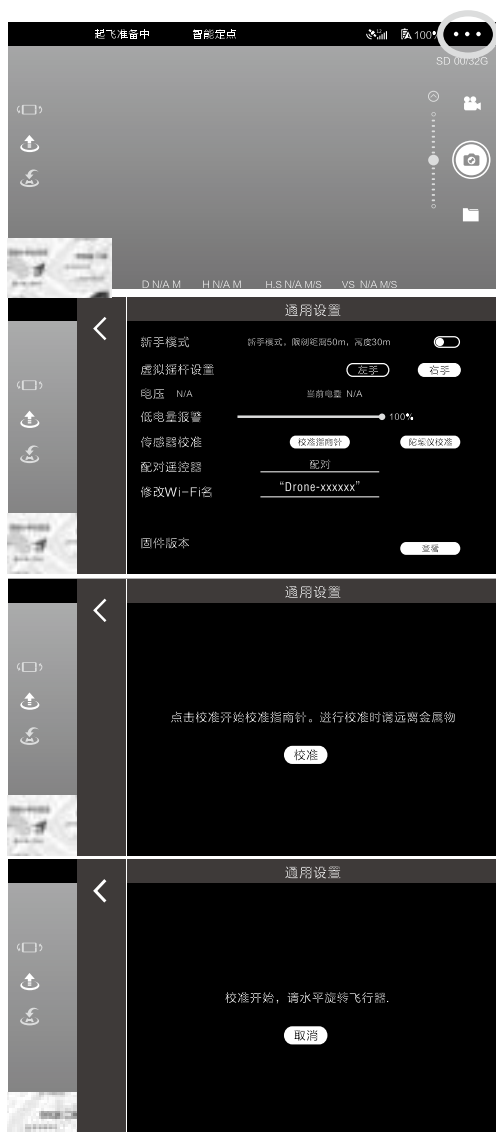 起飞准备中 智能定点 100%
SD 00/32G
D N/A M H N/A M H.S N/A M/S VS N/A M/S
通用设置
新手模式 新手模式，限制距离50m，高度30m
虚拟摇杆设置 左手 右手
电压 N/A 当前电量 N/A
低电量报警 100%
传感器校准 校准指南针 陀螺仪校准
配对遥控器 配对
修改Wi-Fi名 “Drone-xxxxxx”
固件版本 查看
通用设置
点击校准开始校准指南针。进行校准时请远离金属物
校准
通用设置
校准开始，请水平旋转飞行器.
取消